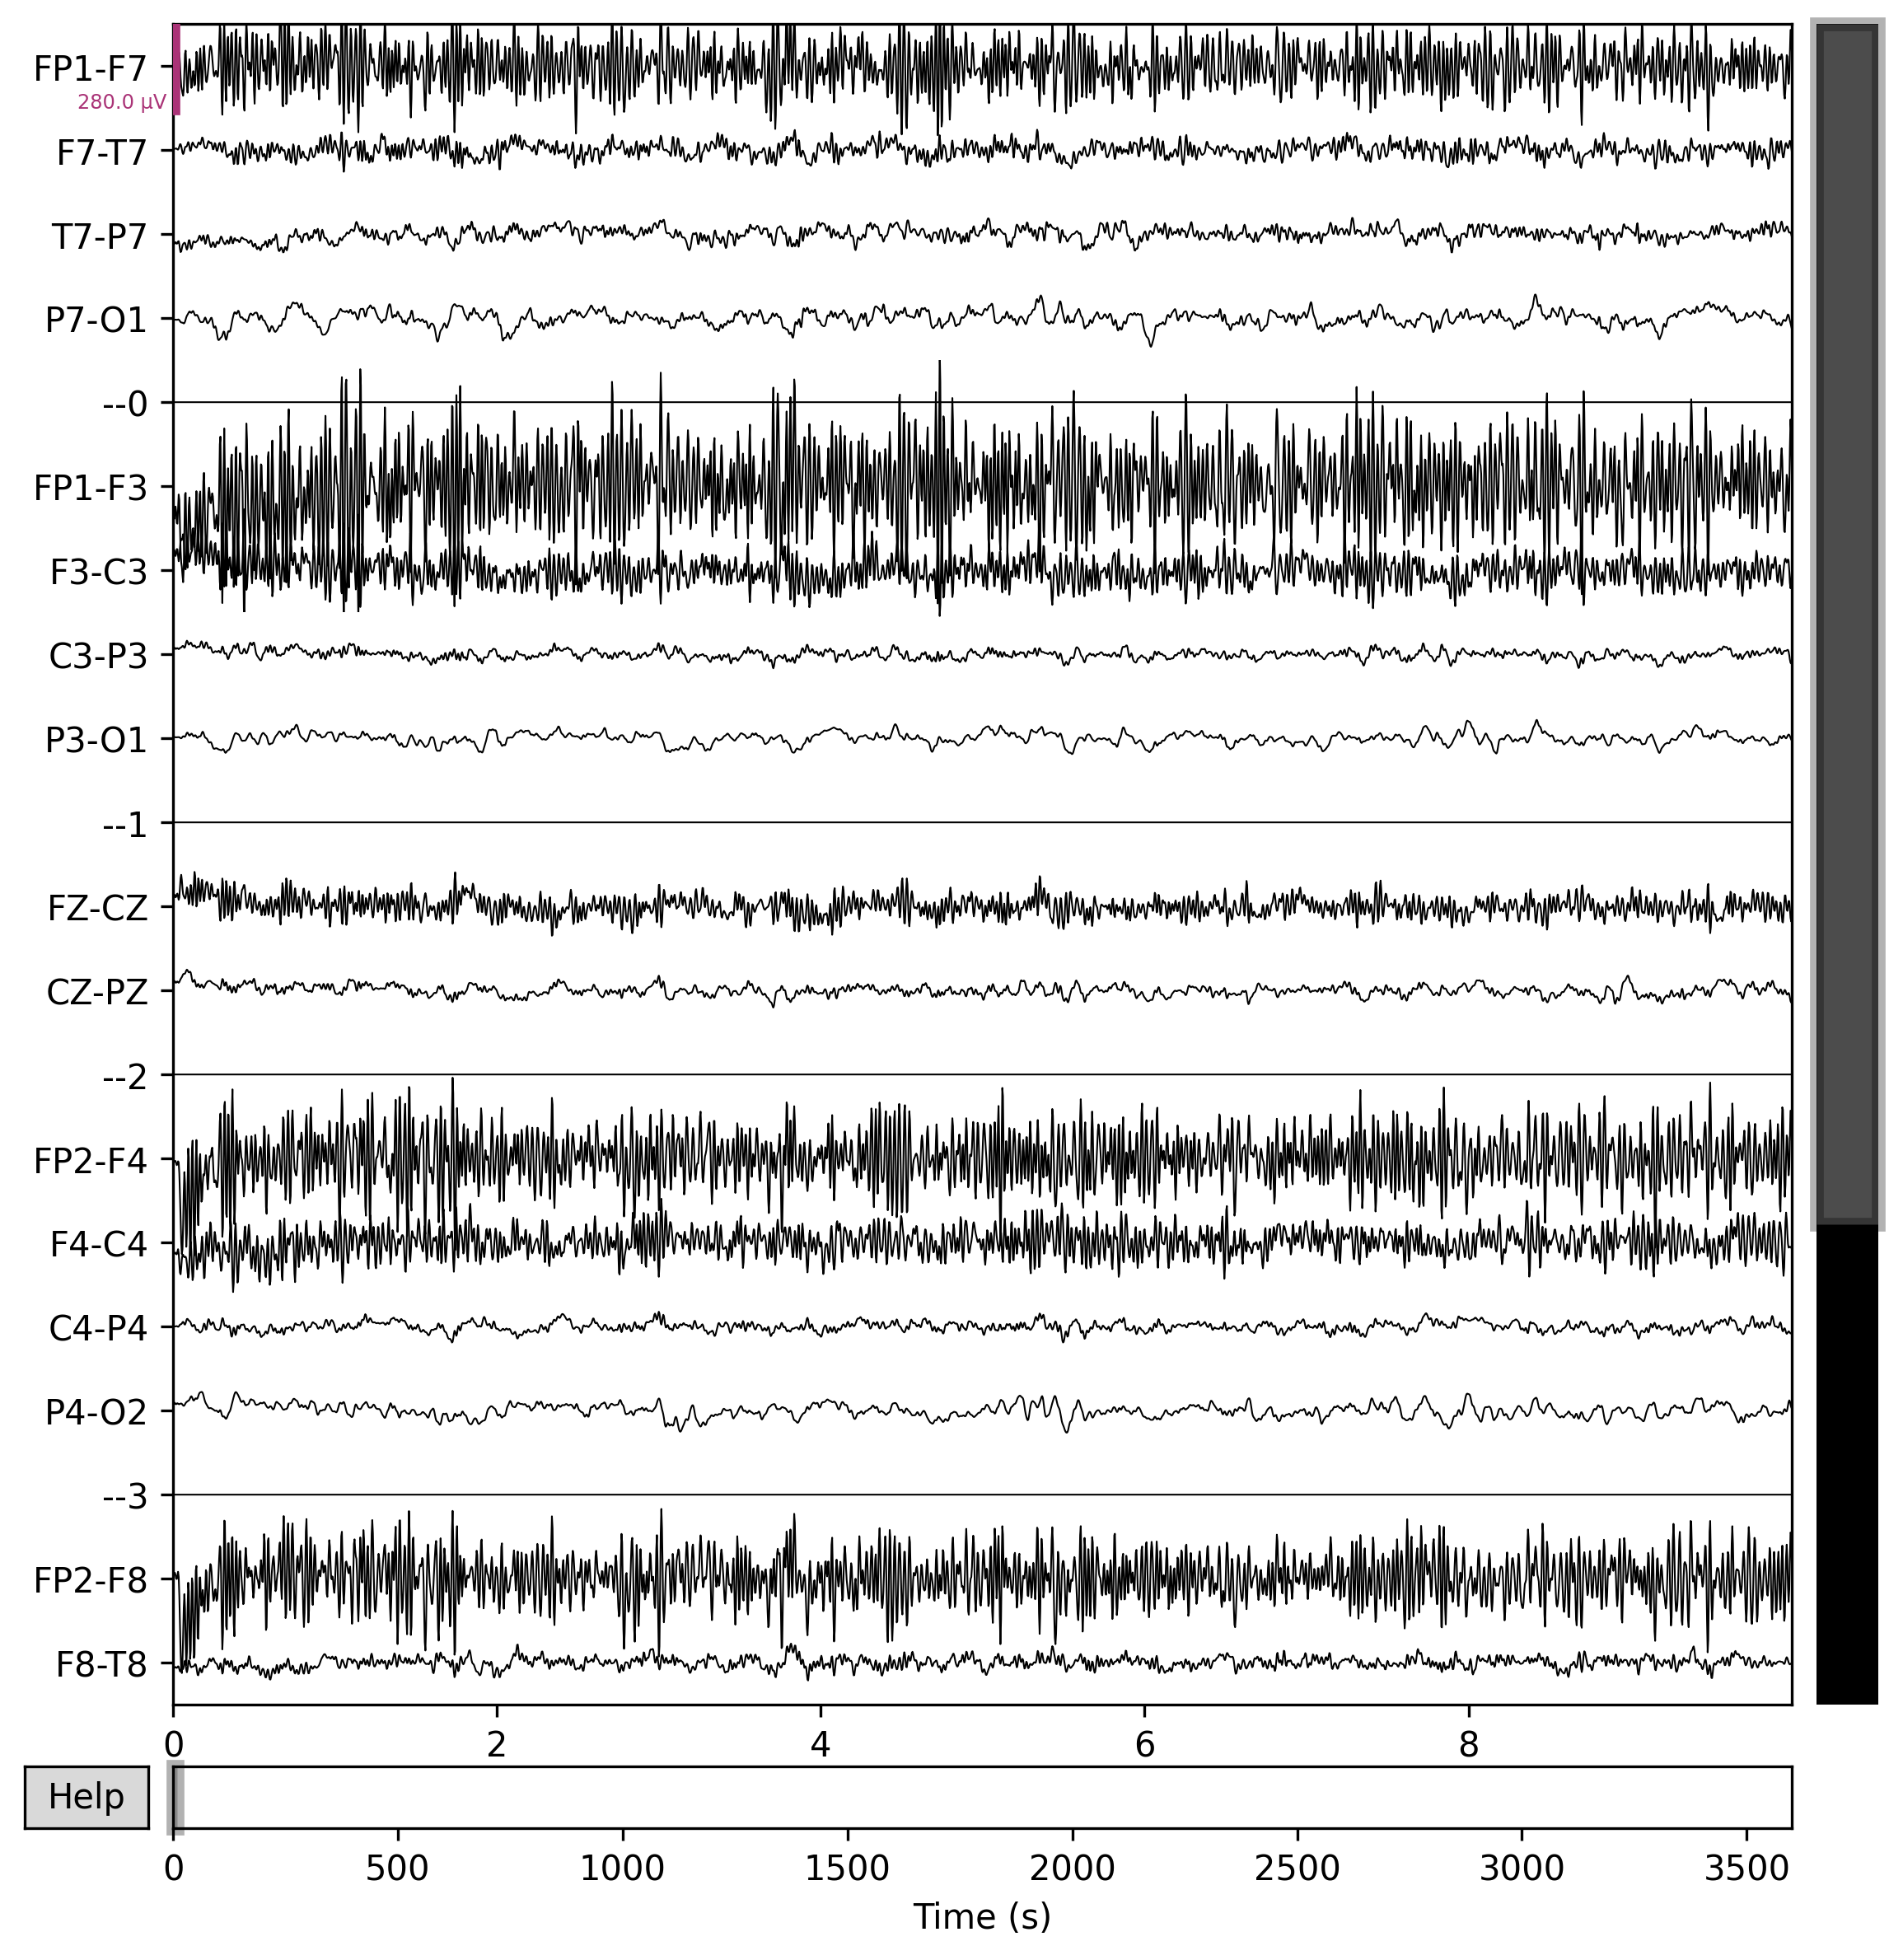 FP1-F7
280.0 µV
F7-T7
T7-P7
P7-O1
--0
FP1-F3
F3-C3
C3-P3
P3-O1
--1
FZ-CZ
CZ-PZ
--2
FP2-F4
F4-C4
C4-P4
P4-O2
--3
FP2-F8
F8-T8
0 2 4 6 8
Help
0 500 1000 1500 2000 2500 3000 3500
Time (s)